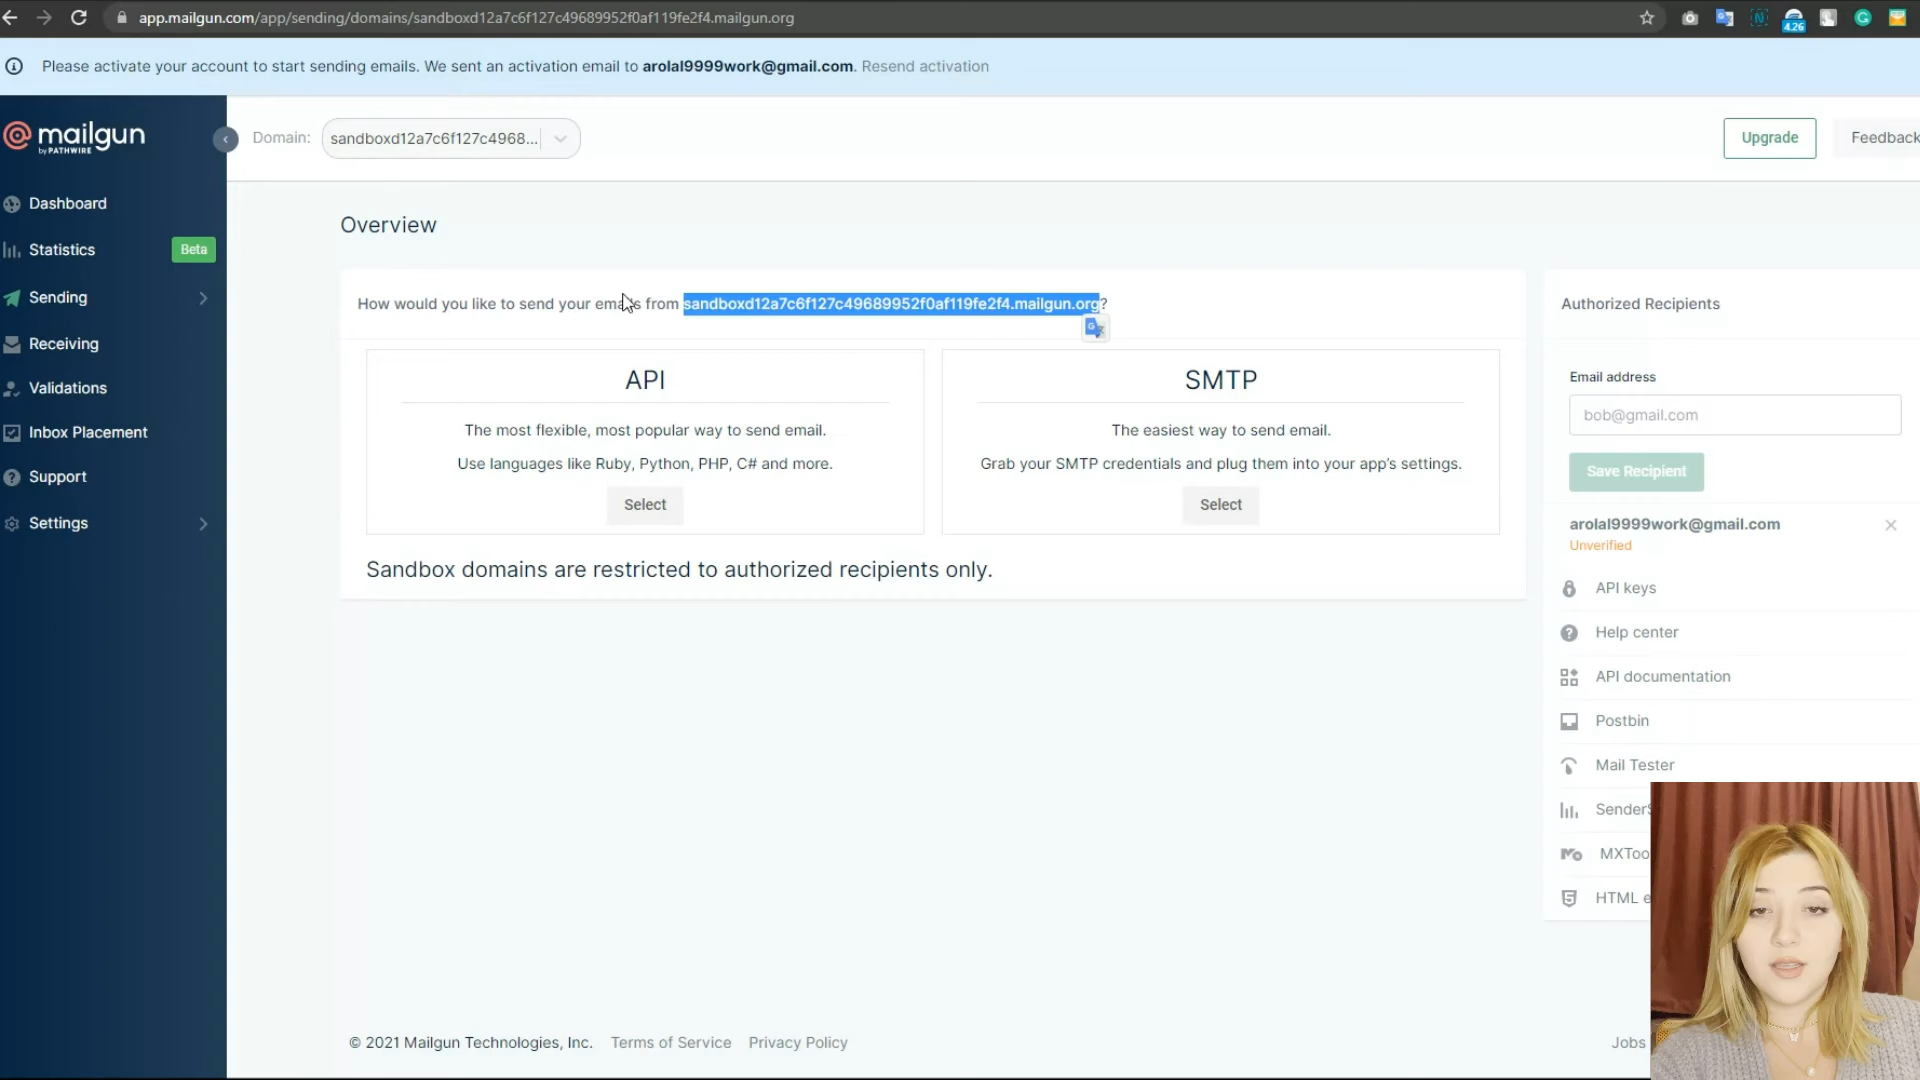 app.mailgun.com/app/sending/domains/sandboxd12a7c6f127c49689952f0af119fe2f4.mailgun.org
4.26
Please activate your account to start sending emails. We sent an activation email to arolal9999work@gmail.com. Resend activation
mailgun
by PATHWIRE
Domain: sandboxd12a7c6f127c4968...
Upgrade
Feedback
Dashboard
Statistics
Beta
Sending
Receiving
Validations
Inbox Placement
Support
Settings
Overview
How would you like to send your emails from sandboxd12a7c6f127c49689952f0af119fe2f4.mailgun.org?
API
The most flexible, most popular way to send email.
Use languages like Ruby, Python, PHP, C# and more.
Select
SMTP
The easiest way to send email.
Grab your SMTP credentials and plug them into your app's settings.
Select
Sandbox domains are restricted to authorized recipients only.
Authorized Recipients
Email address
bob@gmail.com
Save Recipient
arolal9999work@gmail.com
Unverified
API keys
Help center
API documentation
Postbin
Mail Tester
SenderS
MXToo
HTML e
© 2021 Mailgun Technologies, Inc. Terms of Service Privacy Policy
Jobs